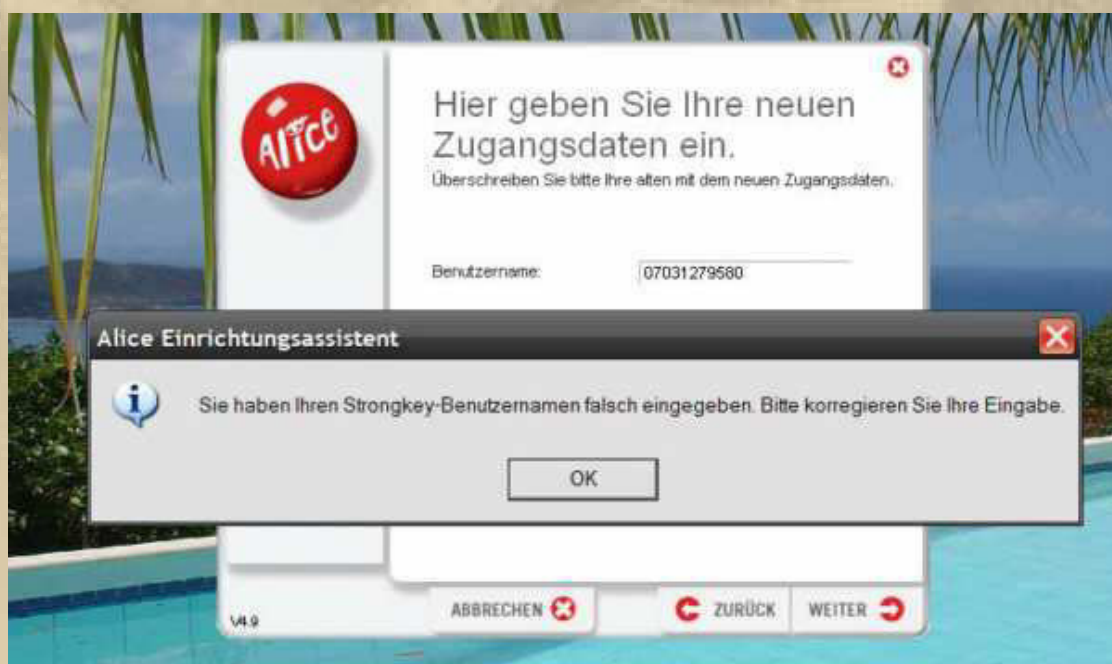 Alice
Hier geben Sie Ihre neuen
Zugangsdaten ein.
Überschreiben Sie bitte Ihre alten mit dem neuen Zugangsdaten.
Benutzername:
07031279580
Alice Einrichtungsassistent
Sie haben Ihren Strongkey-Benutzernamen falsch eingegeben. Bitte korregieren Sie Ihre Eingabe.
OK
V4.9
ABBRECHEN
ZURÜCK
WEITER